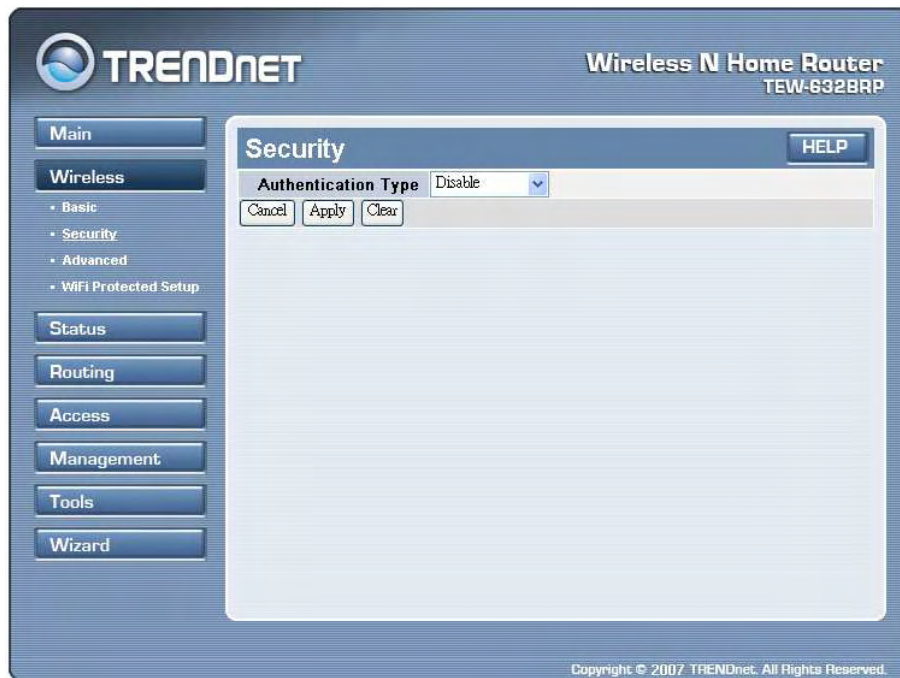 TRENDNET
Wireless N Home Router
TEW-632BRP
Main
Wireless
• Basic
• Security
• Advanced
• WiFi Protected Setup
Status
Routing
Access
Management
Tools
Wizard
Security
HELP
Authentication Type Disable
Cancel Apply Clear
Copyright © 2007 TRENDnet. All Rights Reserved.